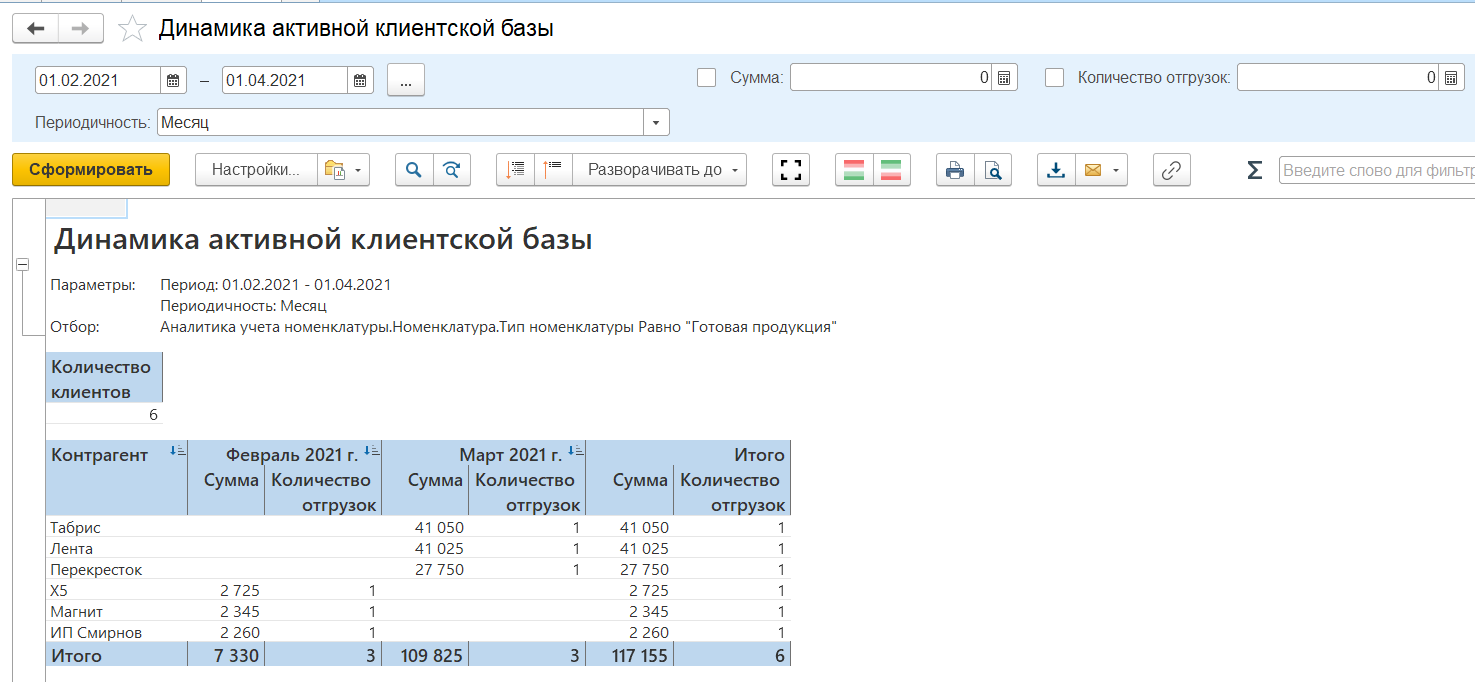 Динамика активной клиентской базы
01.02.2021 – 01.04.2021 ... Сумма: 0 Количество отгрузок: 0
Периодичность: Месяц
Сформировать Настройки... Разворачивать до Σ Введите слово для фильтр
Динамика активной клиентской базы
Параметры: Период: 01.02.2021 - 01.04.2021
Периодичность: Месяц
Отбор: Аналитика учета номенклатуры.Номенклатура.Тип номенклатуры Равно "Готовая продукция"
Количество
клиентов
6
Контрагент Февраль 2021 г. Март 2021 г. Итого
Сумма Количество Сумма Количество Сумма Количество
отгрузок отгрузок отгрузок
Табрис 41 050 1 41 050 1
Лента 41 025 1 41 025 1
Перекресток 27 750 1 27 750 1
X5 2 725 1 2 725 1
Магнит 2 345 1 2 345 1
ИП Смирнов 2 260 1 2 260 1
Итого 7 330 3 109 825 3 117 155 6